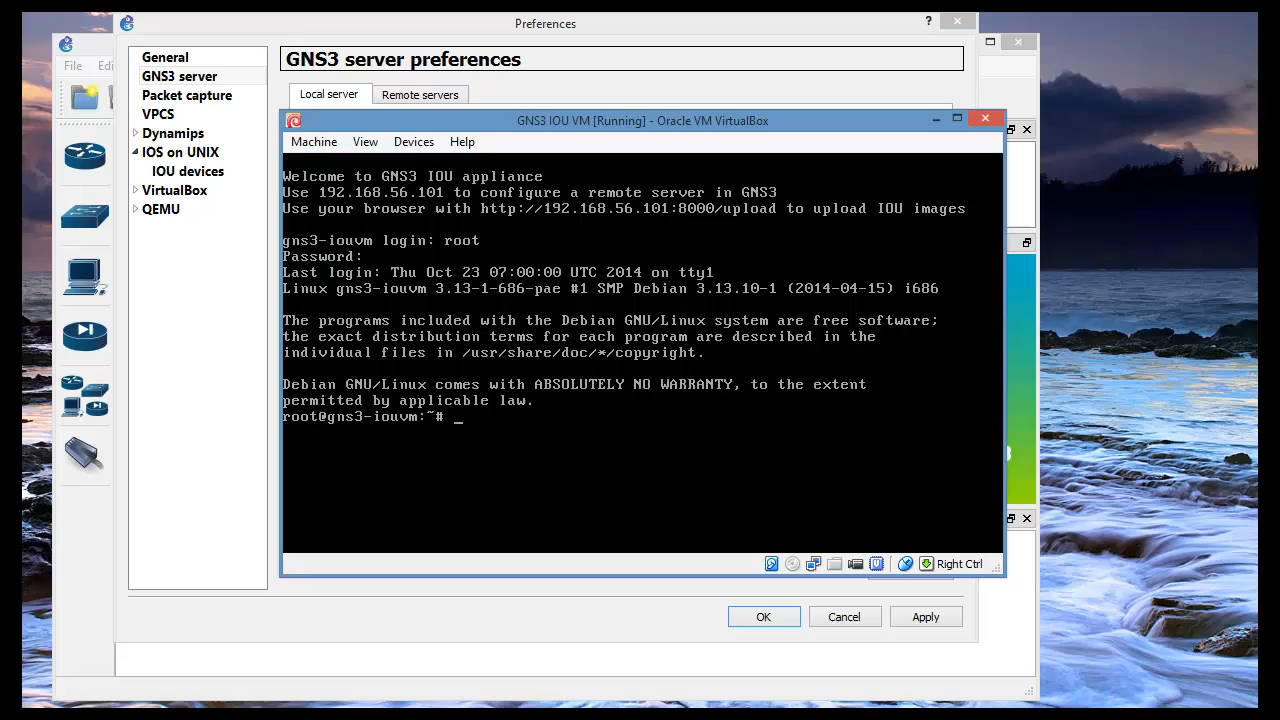 Preferences
?
File Edi
General
GNS3 server
Packet capture
VPCS
Dynamips
IOS on UNIX
IOU devices
VirtualBox
QEMU
GNS3 server preferences
Local server
Remote servers
GNS3 IOU VM [Running] - Oracle VM VirtualBox
Machine View Devices Help
Welcome to GNS3 IOU appliance
Use 192.168.56.101 to configure a remote server in GNS3
Use your browser with http://192.168.56.101:8000/upload to upload IOU images
gns3-iouvm login: root
Password:
Last login: Thu Oct 23 07:00:00 UTC 2014 on tty1
Linux gns3-iouvm 3.13-1-686-pae #1 SMP Debian 3.13.10-1 (2014-04-15) i686
The programs included with the Debian GNU/Linux system are free software;
the exact distribution terms for each program are described in the
individual files in /usr/share/doc/*/copyright.
Debian GNU/Linux comes with ABSOLUTELY NO WARRANTY, to the extent
permitted by applicable law.
root@gns3-iouvm:~# _
Right Ctrl
OK Cancel Apply